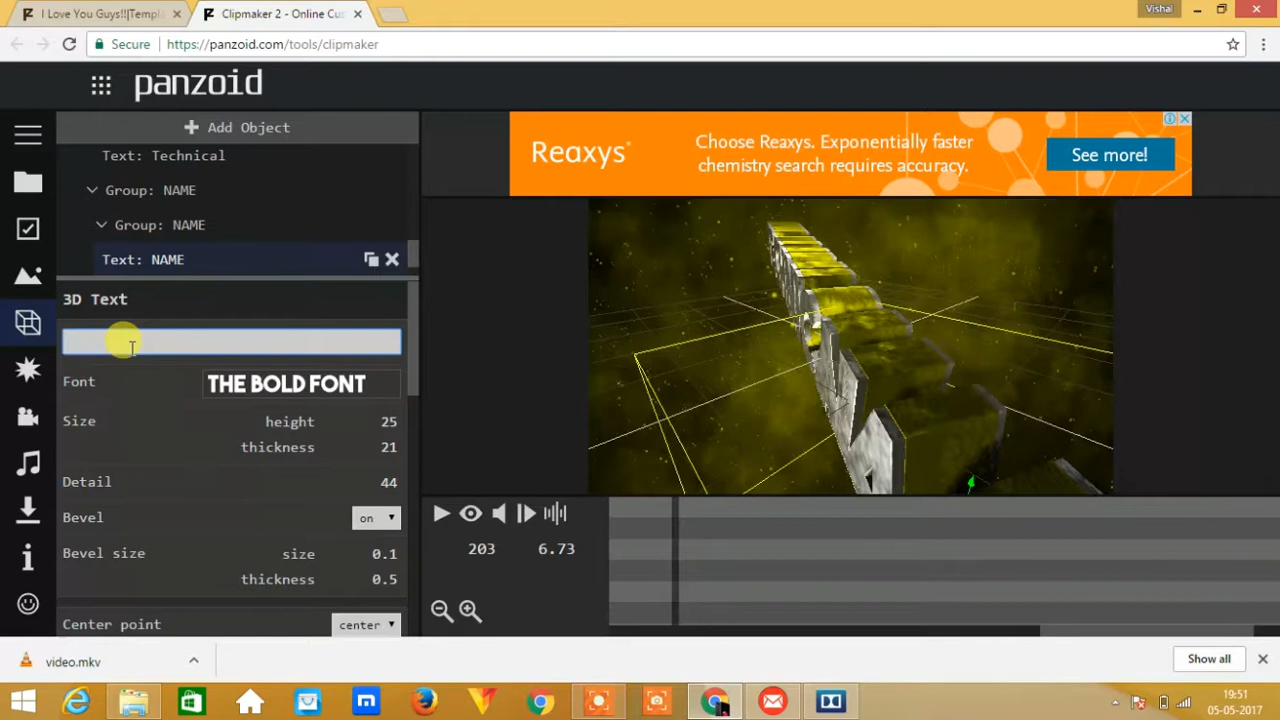 I Love You Guys!!|Templ
Clipmaker 2 - Online Cus
Vishal
Secure
https://panzoid.com/tools/clipmaker
panzoid
Add Object
Text: Technical
Group: NAME
Group: NAME
Text: NAME
3D Text
Font
THE BOLD FONT
Size
height
25
thickness
21
Detail
44
Bevel
on
Bevel size
size
0.1
thickness
0.5
Center point
center
Reaxys
Choose Reaxys. Exponentially faster
chemistry search requires accuracy.
See more!
203
6.73
video.mkv
Show all
19:51
05-05-2017